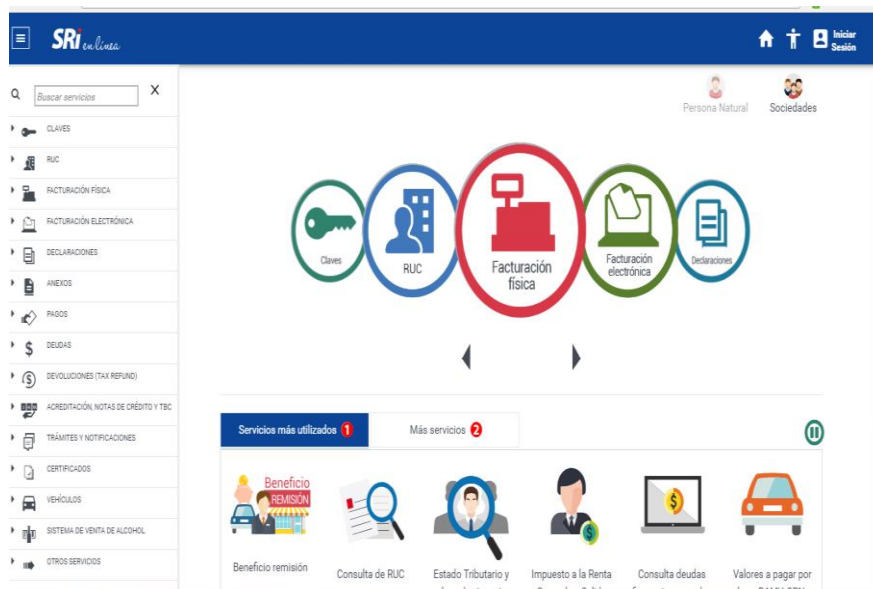 SRi en línea
Iniciar
Sesión
Buscar servicios
X
CLAVES
RUC
FACTURACIÓN FÍSICA
FACTURACIÓN ELECTRÓNICA
DECLARACIONES
ANEXOS
PAGOS
DEUDAS
DEVOLUCIONES (TAX REFUND)
ACREDITACIÓN, NOTAS DE CRÉDITO Y TBC
TRÁMITES Y NOTIFICACIONES
CERTIFICADOS
VEHÍCULOS
SISTEMA DE VENTA DE ALCOHOL
OTROS SERVICIOS
Persona Natural
Sociedades
Claves
RUC
Facturación
física
Facturación
electrónica
Declaraciones
Servicios más utilizados 1
Más servicios 2
Beneficio
REMISIÓN
Beneficio remisión
Consulta de RUC
Estado Tributario y
Impuesto a la Renta
Consulta deudas
Valores a pagar por